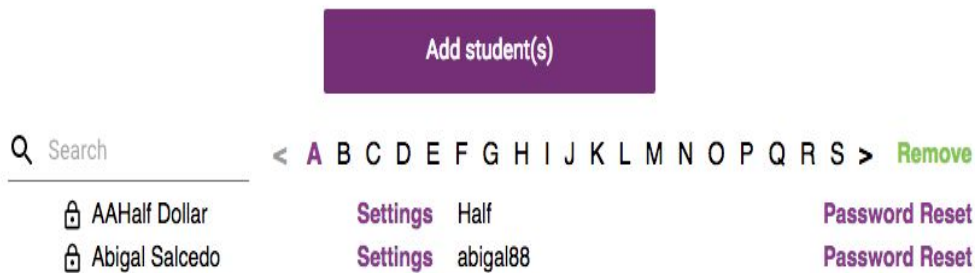 Add student(s)
Search < A B C D E F G H I J K L M N O P Q R S > Remove
AAHalf Dollar Settings Half Password Reset
Abigal Salcedo Settings abigal88 Password Reset